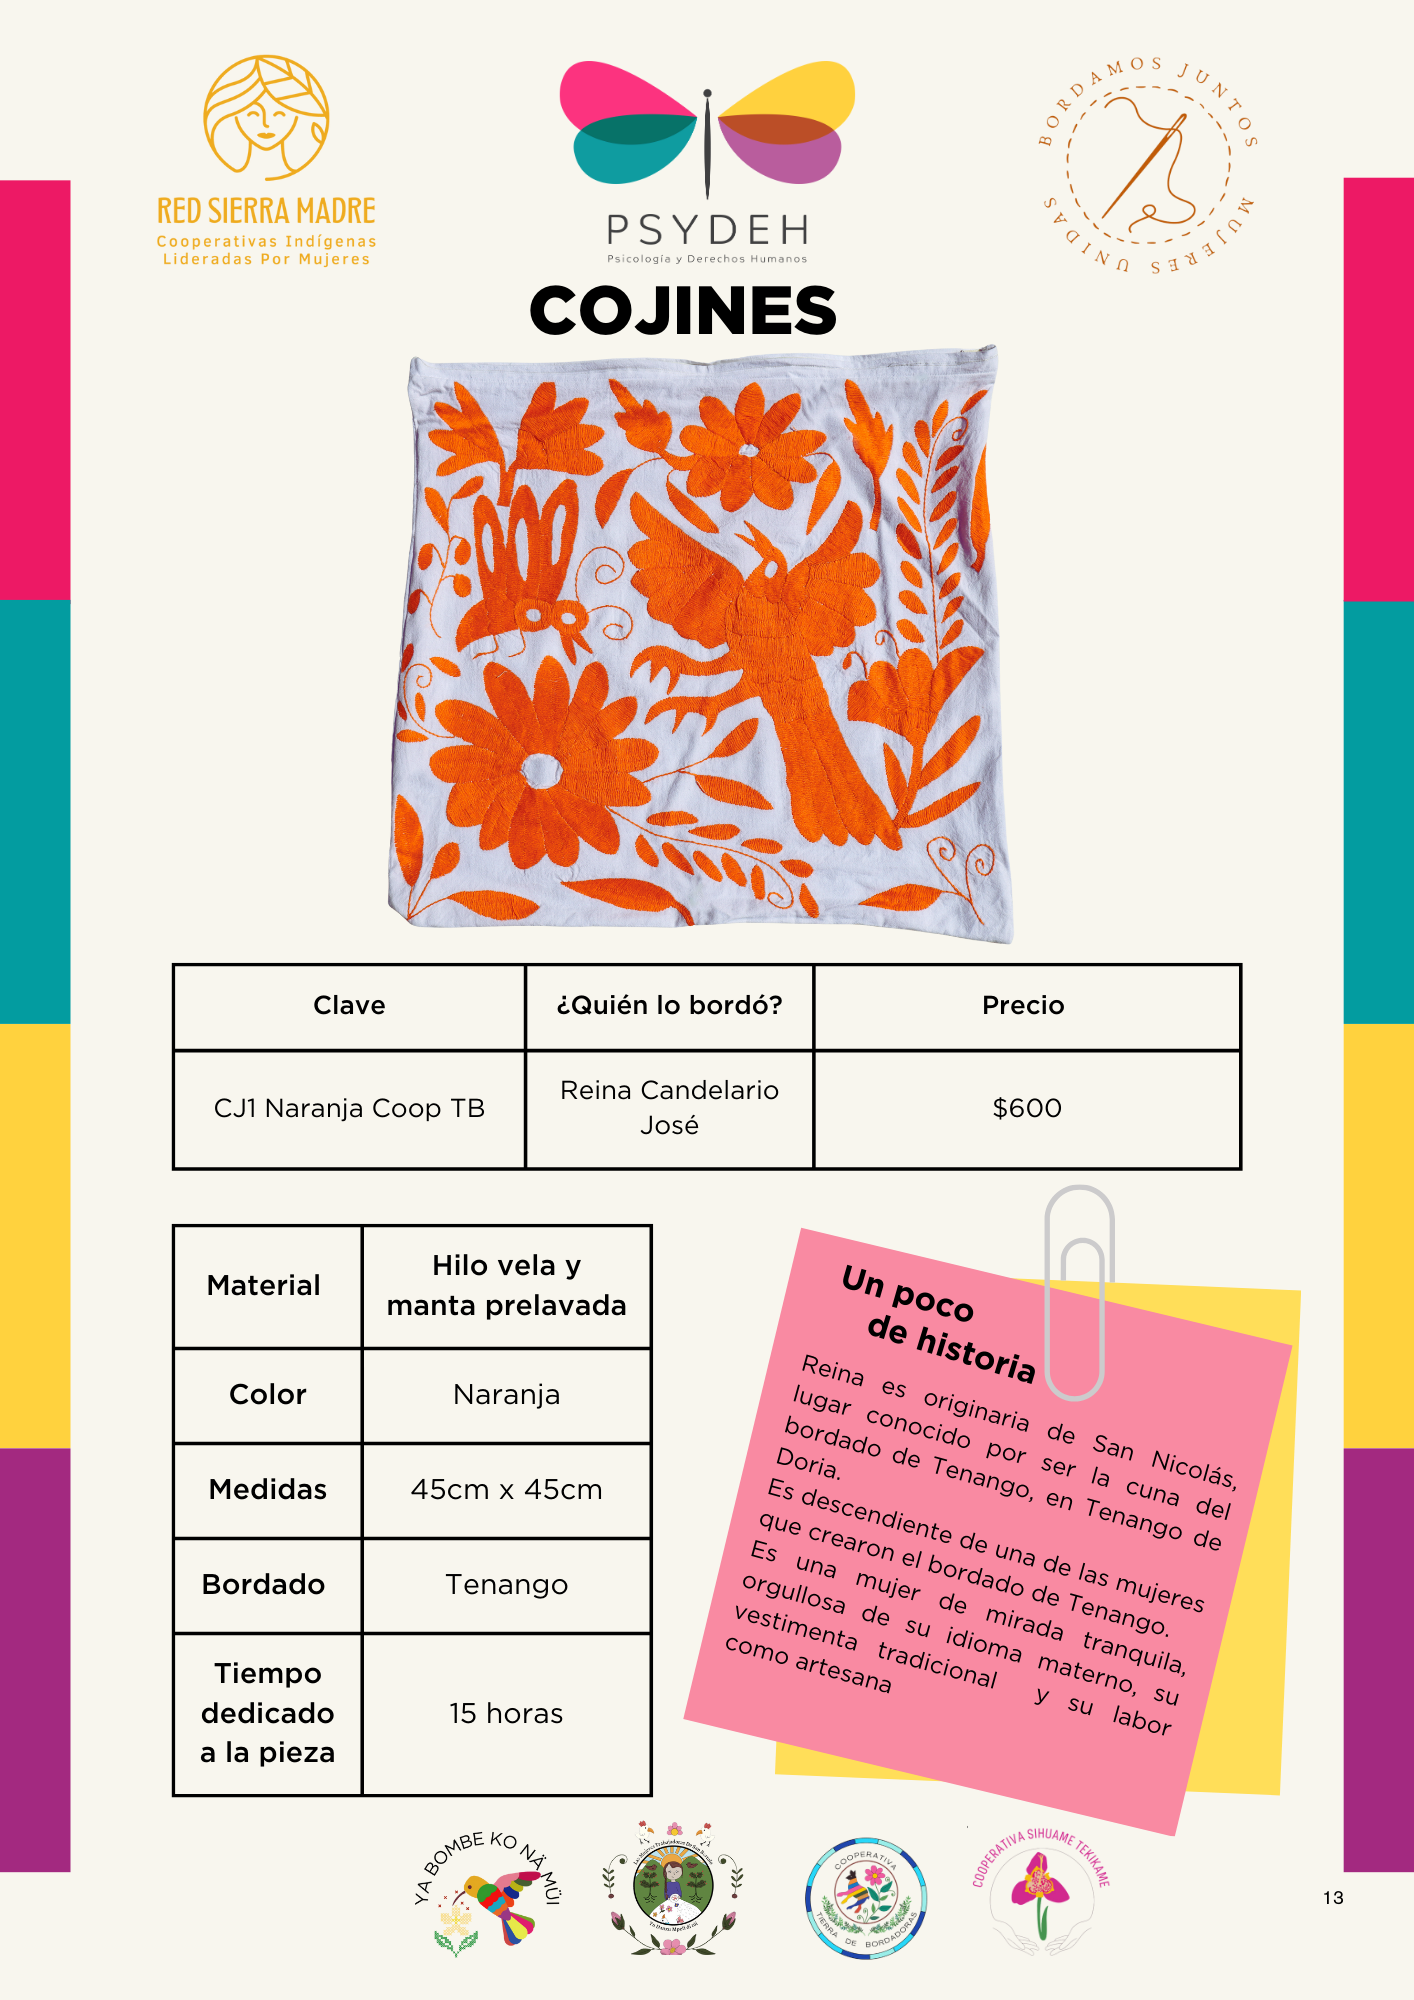 RED SIERRA MADRE
Cooperativas Indígenas
Lideradas Por Mujeres
PSYDEH
Psicología y Derechos Humanos
BORDAMOS JUNTOS
MUJERES UNIDAS
COJINES
Clave
¿Quién lo bordó?
Precio
CJ1 Naranja Coop TB
Reina Candelario
José
$600
Material
Hilo vela y
manta prelavada
Color
Naranja
Medidas
45cm x 45cm
Bordado
Tenango
Tiempo
dedicado
a la pieza
15 horas
Un poco
de historia
Reina es originaria de San Nicolás,
lugar conocido por ser la cuna del
bordado de Tenango, en Tenango de
Doria.
Es descendiente de una de las mujeres
que crearon el bordado de Tenango.
Es una mujer de mirada tranquila,
orgullosa de su idioma materno, su
vestimenta tradicional y su labor
como artesana
YA BOMBE KO NÄ MÜI
COOPERATIVA
TIERRA DE BORDADORAS
COOPERATIVA SIHUAME TEKIKAME
13